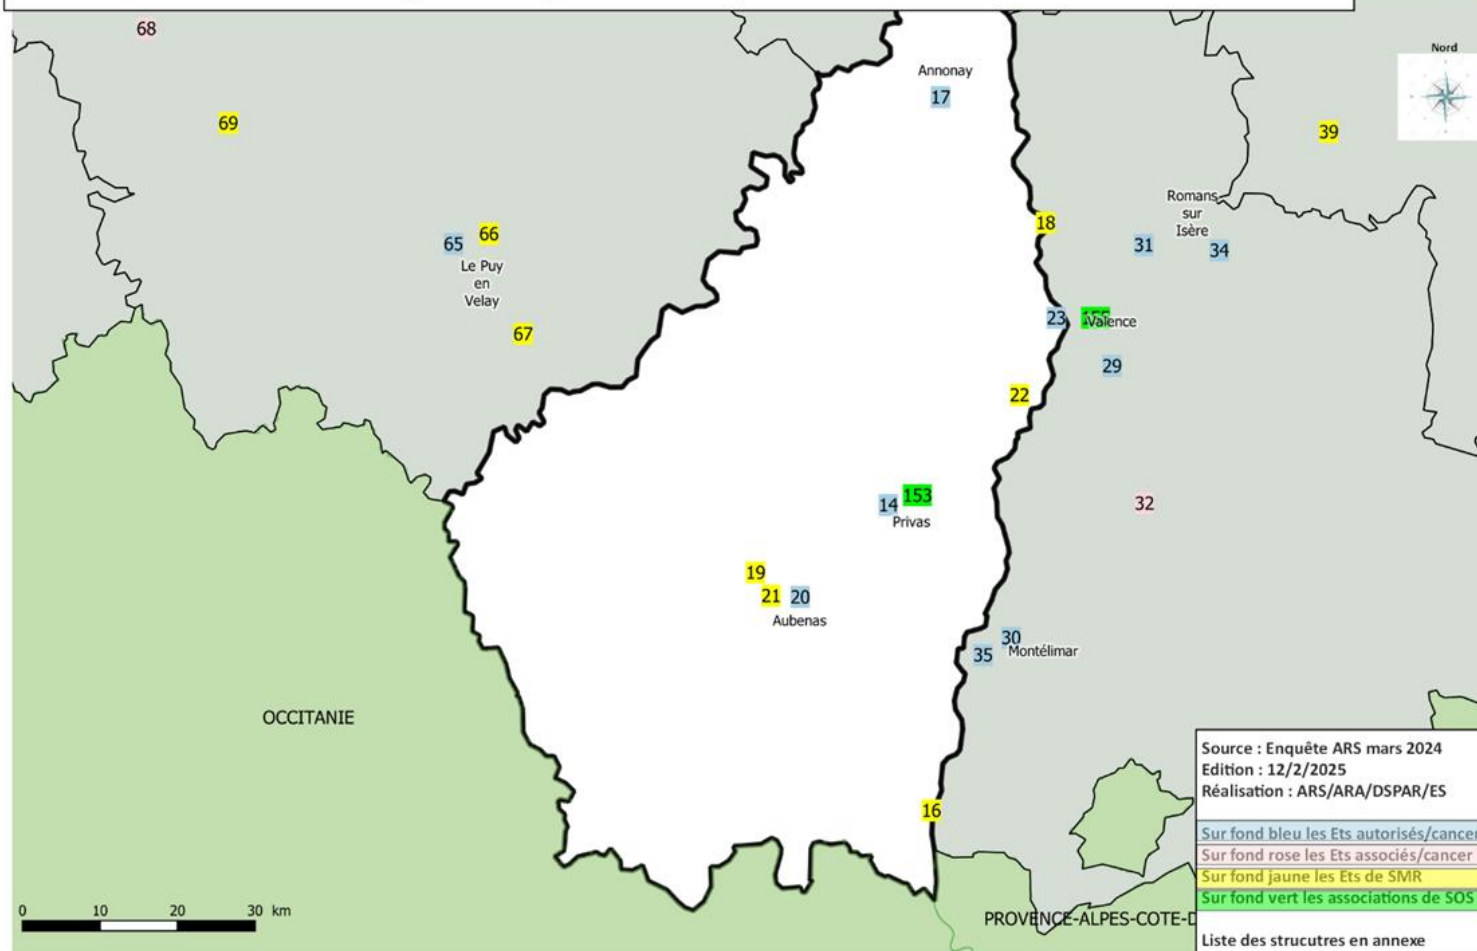 68
Nord
Annonay
17
69
39
Romans
sur
Isère
18
31
34
65
66
Le Puy
en
Velay
67
23
Valence
29
22
153
14
Privas
32
19
21
20
Aubenas
30
35
Montélimar
OCCITANIE
16
Source : Enquête ARS mars 2024
Edition : 12/2/2025
Réalisation : ARS/ARA/DSPAR/ES
Sur fond bleu les Ets autorisés/cancer
Sur fond rose les Ets associés/cancer
Sur fond jaune les Ets de SMR
Sur fond vert les associations de SOS
Liste des strucutres en annexe
0 10 20 30 km
PROVENCE-ALPES-COTE-D